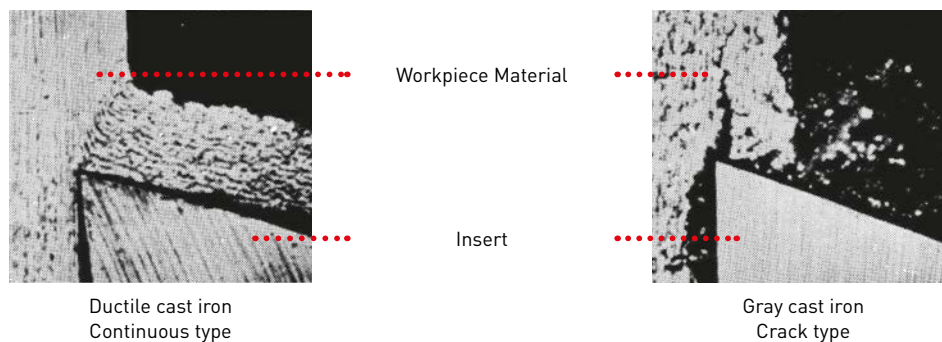 Workpiece Material
Insert
Ductile cast iron
Continuous type
Gray cast iron
Crack type